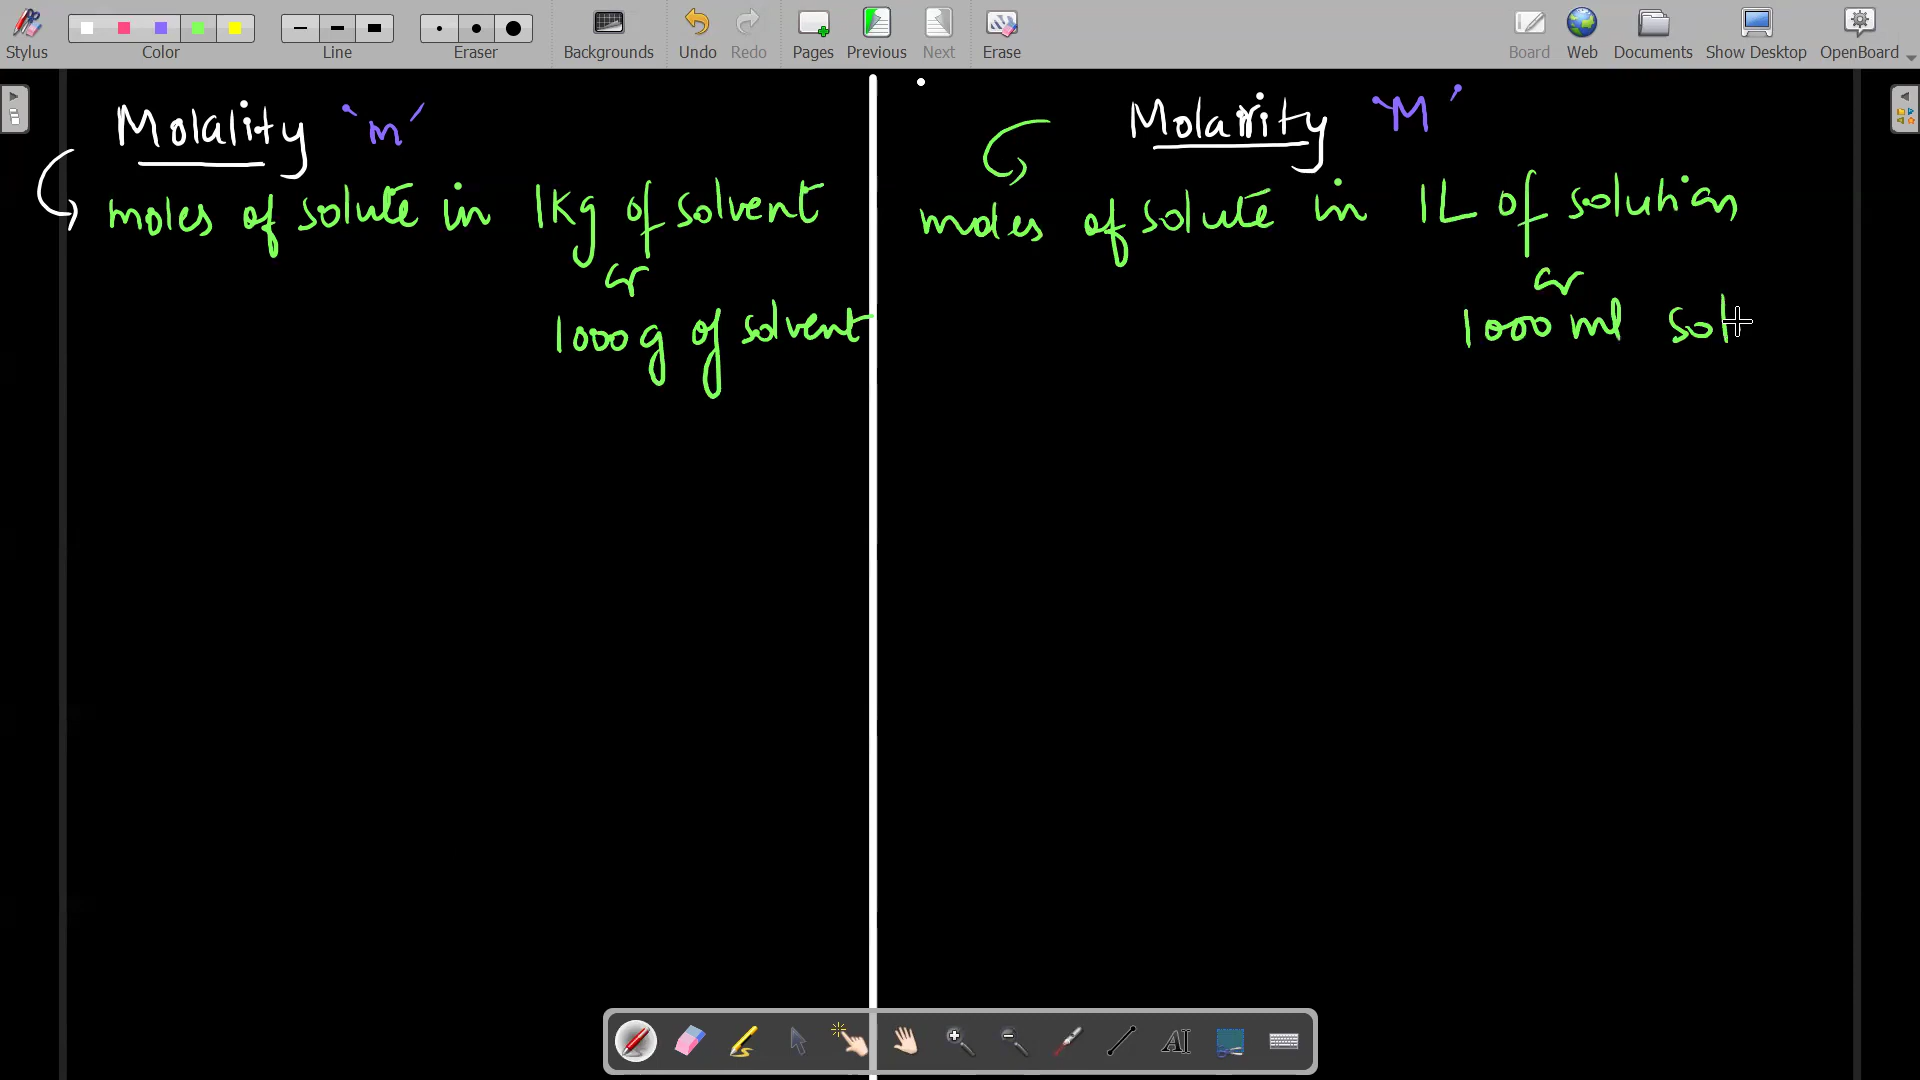 Stylus Color Line Eraser Backgrounds Undo Redo Pages Previous Next Erase Board Web Documents Show Desktop OpenBoard
Molality 'm'
moles of solute in 1Kg of solvent
or
1000g of solvent
Molarity 'M'
moles of solute in 1L of solution
or
1000 ml sol
AI